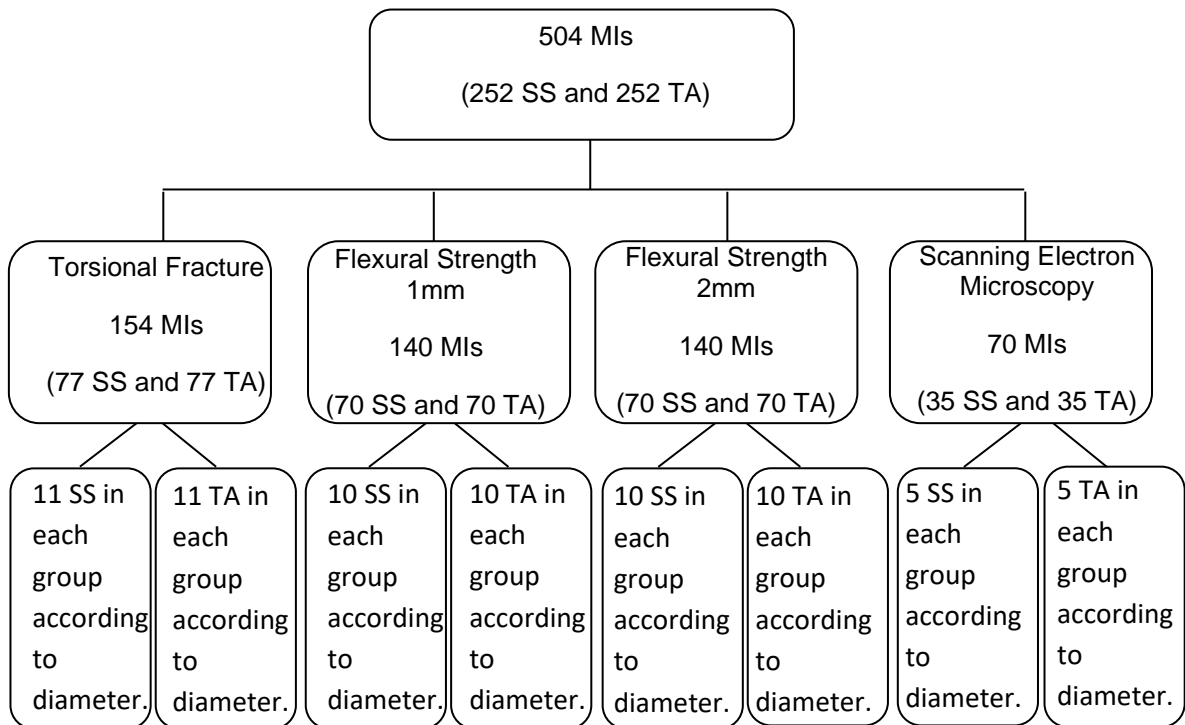 504 MIs
(252 SS and 252 TA)
Torsional Fracture
154 MIs
(77 SS and 77 TA)
Flexural Strength
1mm
140 MIs
(70 SS and 70 TA)
Flexural Strength
2mm
140 MIs
(70 SS and 70 TA)
Scanning Electron
Microscopy
70 MIs
(35 SS and 35 TA)
11 SS in
each
group
according
to
diameter.
11 TA in
each
group
according
to
diameter.
10 SS in
each
group
according
to
diameter.
10 TA in
each
group
according
to
diameter.
10 SS in
each
group
according
to
diameter.
10 TA in
each
group
according
to
diameter.
5 SS in
each
group
according
to
diameter.
5 TA in
each
group
according
to
diameter.